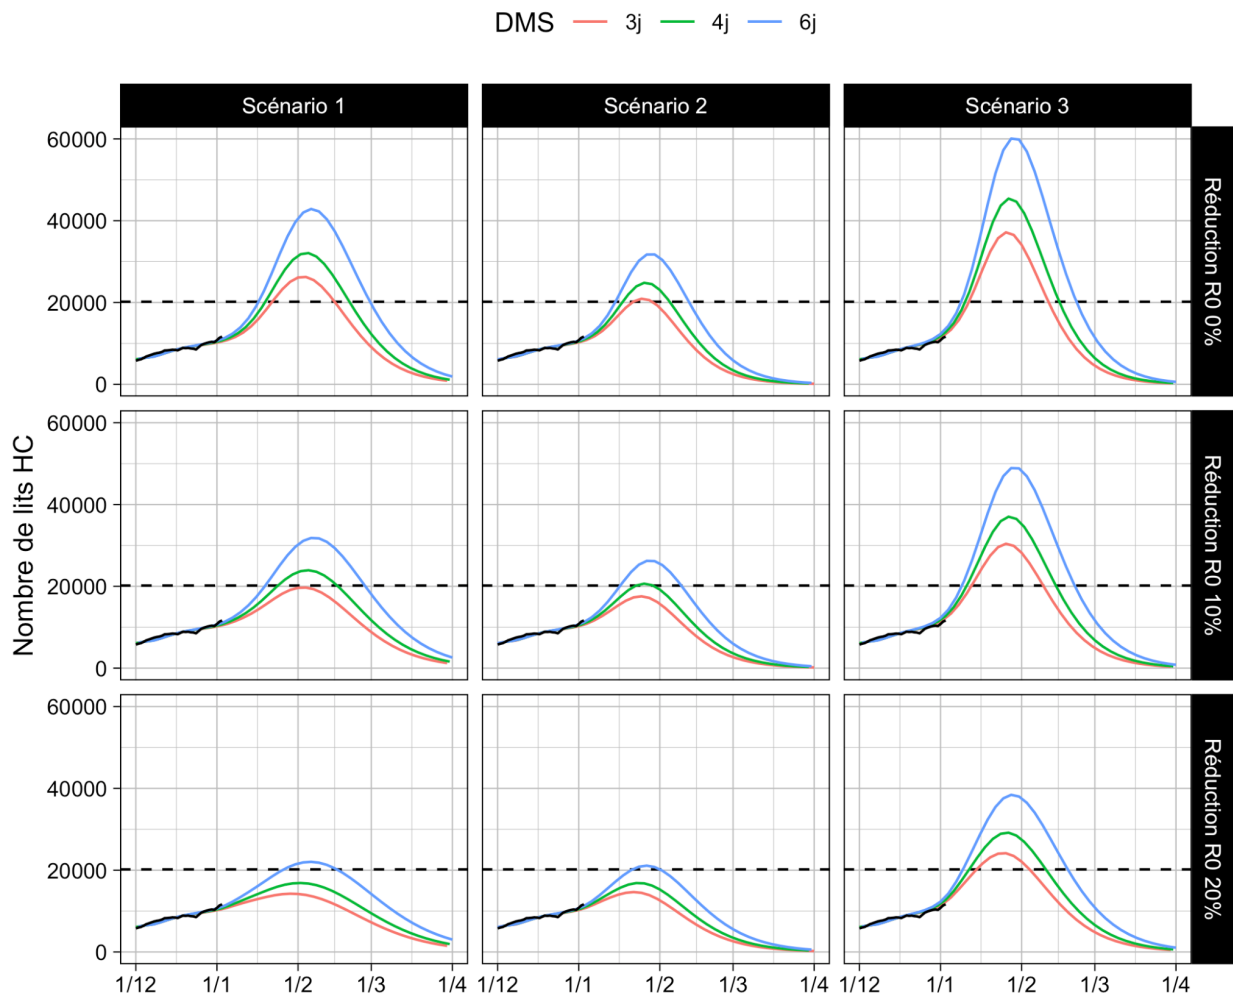 DMS 3j 4j 6j
Scénario 1 Scénario 2 Scénario 3
Nombre de lits HC
60000
40000
20000
0
Réduction R0 0%
60000
40000
20000
0
Réduction R0 10%
60000
40000
20000
0
Réduction R0 20%
1/12 1/1 1/2 1/3 1/4 1/12 1/1 1/2 1/3 1/4 1/12 1/1 1/2 1/3 1/4